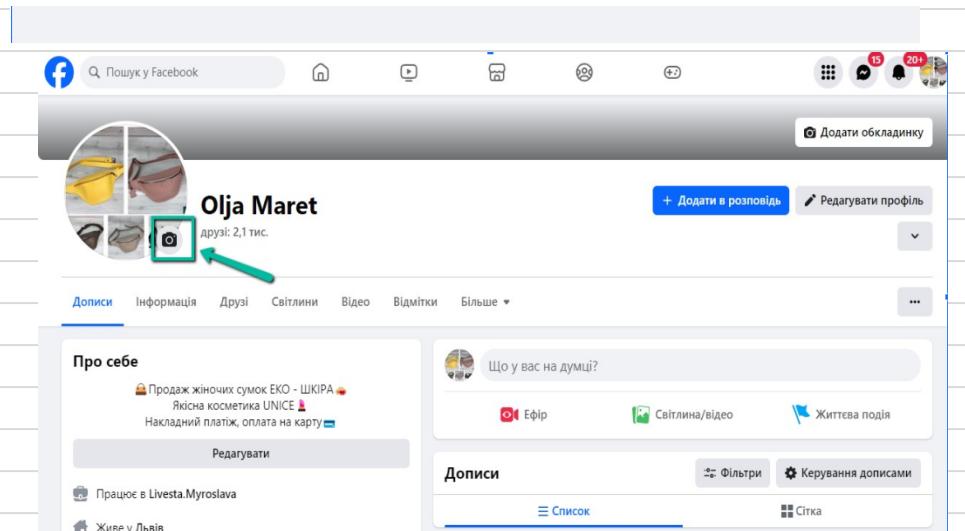 Пошук у Facebook
15
20+
Додати обкладинку
Olja Maret
друзі: 2,1 тис.
+ Додати в розповідь
Редагувати профіль
Дописи Інформація Друзі Світлини Відео Відмітки Більше
Про себе
Продаж жіночих сумок ЕКО - ШКІРА
Якісна косметика UNICE
Накладний платіж, оплата на карту
Редагувати
Працює в Livesta.Myroslava
Живе у Львів
Що у вас на думці?
Ефір Світлина/відео Життєва подія
Дописи
Фільтри
Керування дописами
Список Сітка